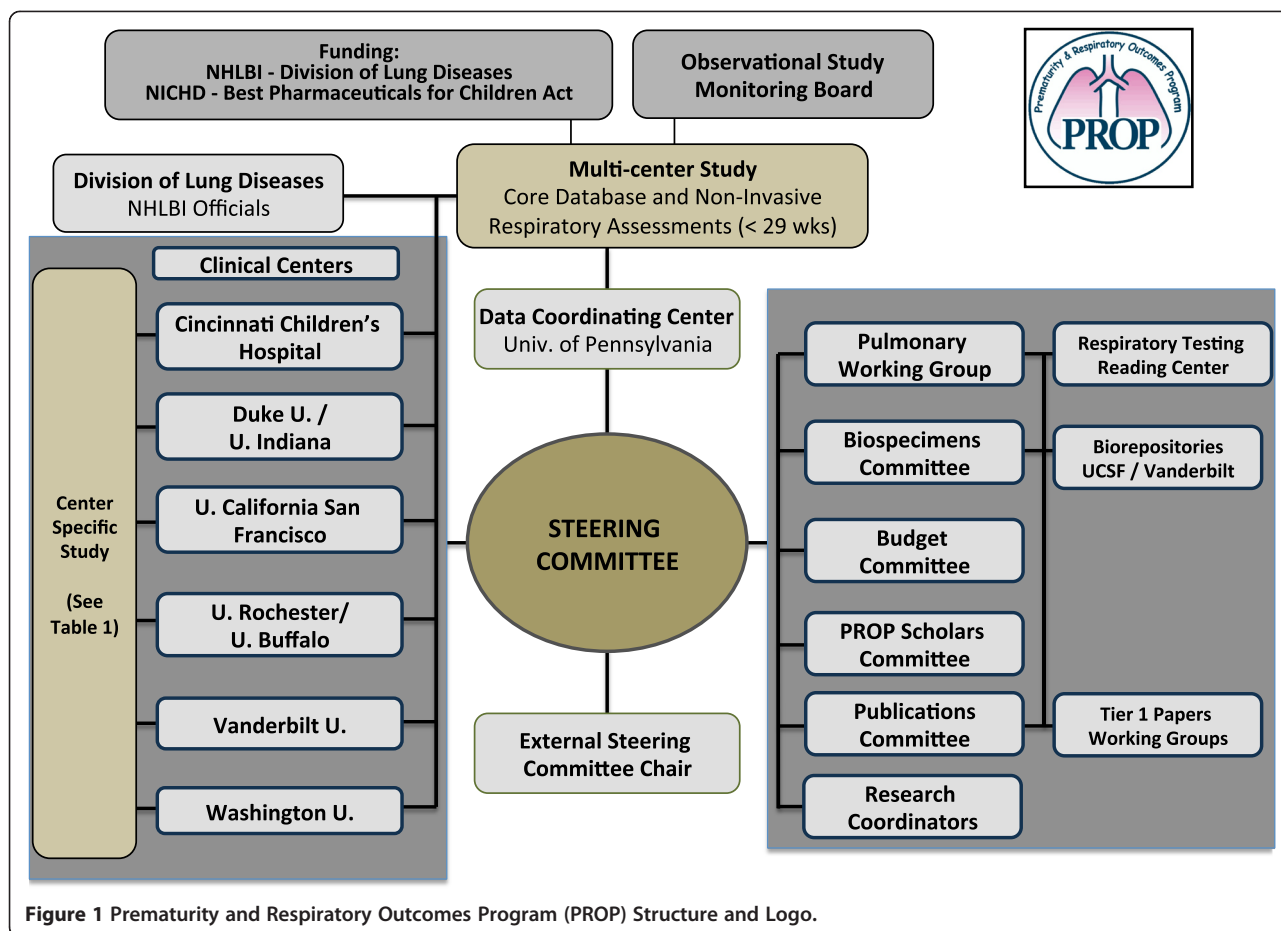 Funding:
NHLBI - Division of Lung Diseases
NICHD - Best Pharmaceuticals for Children Act
Observational Study
Monitoring Board
Prematurity & Respiratory Outcomes Program
PROP
Division of Lung Diseases
NHLBI Officials
Multi-center Study
Core Database and Non-Invasive
Respiratory Assessments (< 29 wks)
Clinical Centers
Cincinnati Children's
Hospital
Duke U. /
U. Indiana
U. California San
Francisco
U. Rochester/
U. Buffalo
Vanderbilt U.
Washington U.
Center
Specific
Study
(See
Table 1)
Data Coordinating Center
Univ. of Pennsylvania
STEERING
COMMITTEE
External Steering
Committee Chair
Pulmonary
Working Group
Biospecimens
Committee
Budget
Committee
PROP Scholars
Committee
Publications
Committee
Research
Coordinators
Respiratory Testing
Reading Center
Biorepositories
UCSF / Vanderbilt
Tier 1 Papers
Working Groups
Figure 1 Prematurity and Respiratory Outcomes Program (PROP) Structure and Logo.